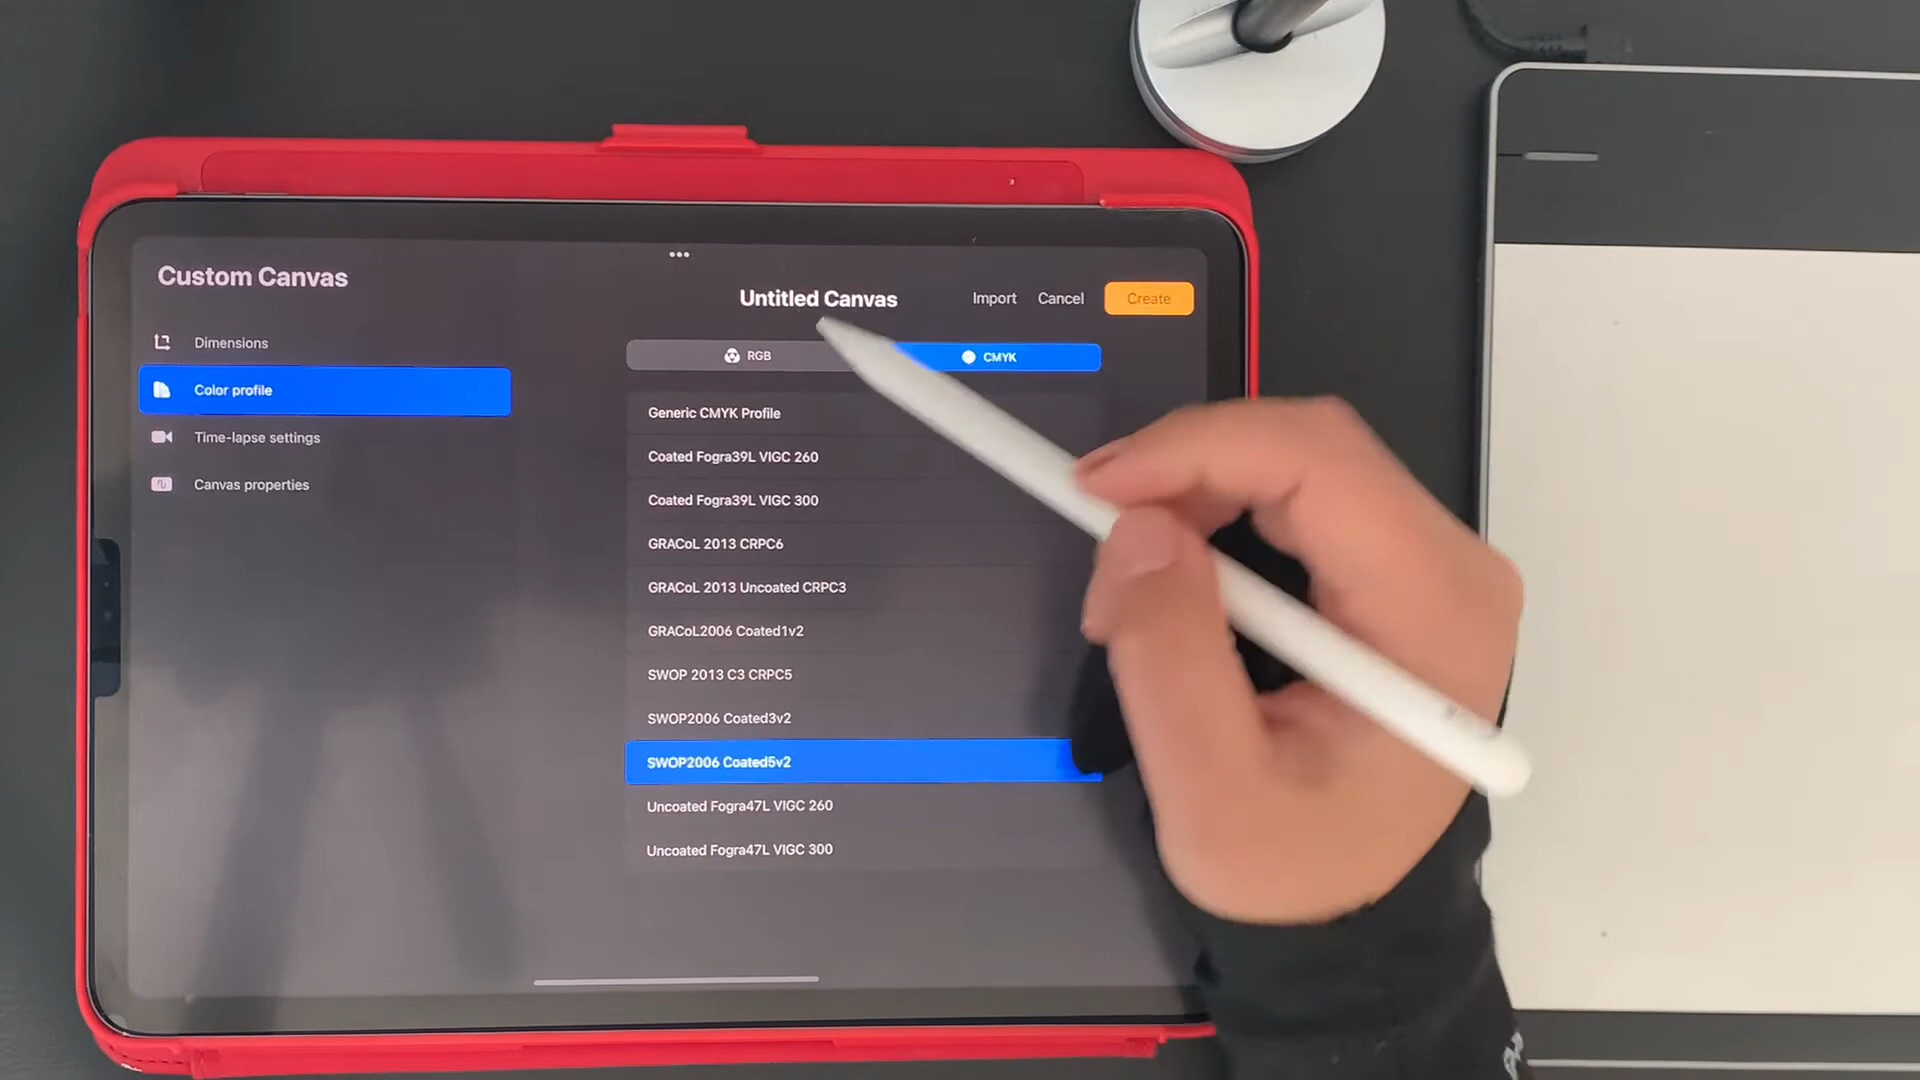 Custom Canvas
Untitled Canvas
Import
Cancel
Create
Dimensions
Color profile
Time-lapse settings
Canvas properties
RGB
CMYK
Generic CMYK Profile
Coated Fogra39L VIGC 260
Coated Fogra39L VIGC 300
GRACoL 2013 CRPC6
GRACoL 2013 Uncoated CRPC3
GRACoL2006 Coated1v2
SWOP 2013 C3 CRPC5
SWOP2006 Coated3v2
SWOP2006 Coated5v2
Uncoated Fogra47L VIGC 260
Uncoated Fogra47L VIGC 300